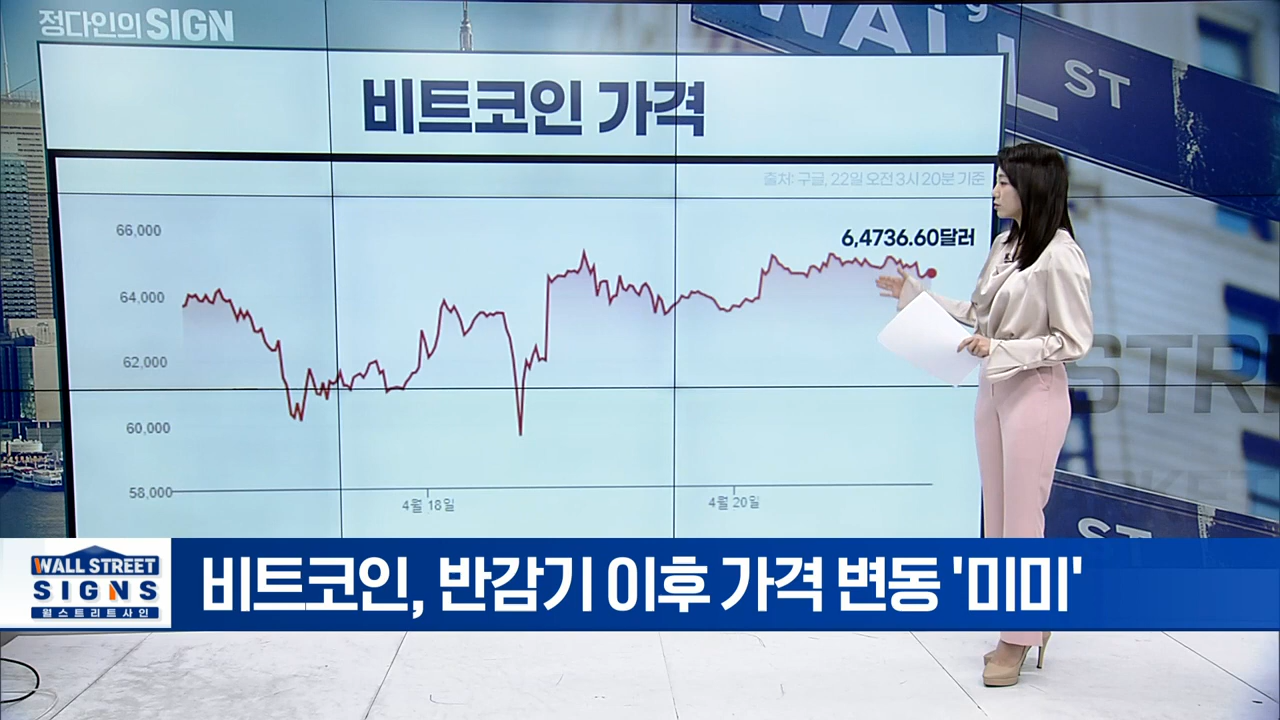 정다인의 SIGN
WALL ST
비트코인 가격
출처: 구글, 22일 오전 3시 20분 기준
6,4736.60달러
66,000
64,000
62,000
60,000
58,000
4월 18일
4월 20일
STRE
ST
WALL STREET
SIGNS
월스트리트사인
비트코인, 반감기 이후 가격 변동 '미미'